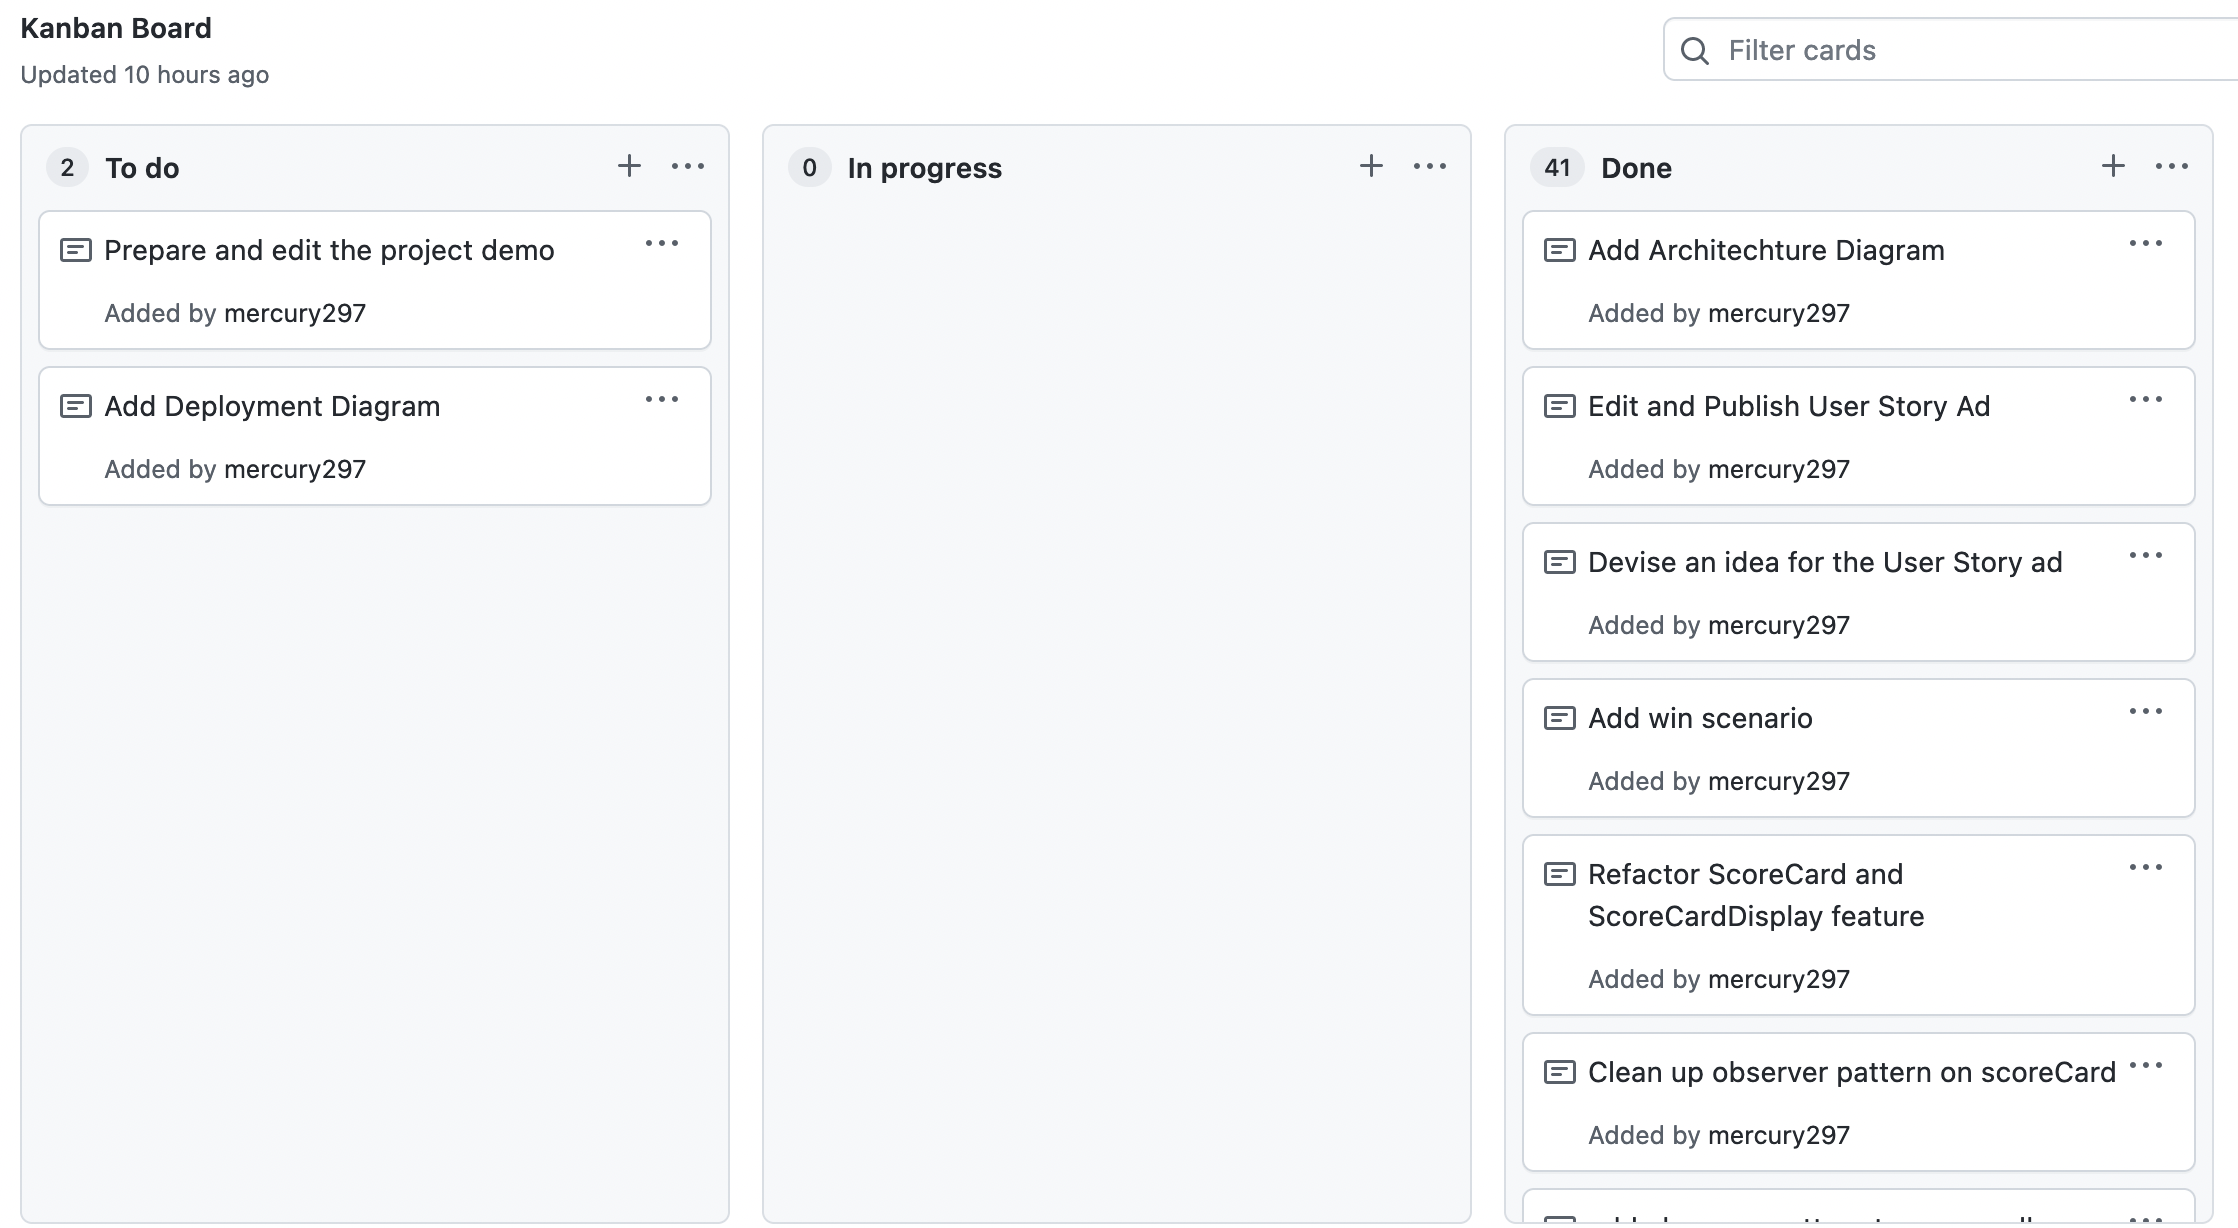 Kanban Board
Updated 10 hours ago
Filter cards
2 To do
Prepare and edit the project demo
Added by mercury297
Add Deployment Diagram
Added by mercury297
0 In progress
41 Done
Add Architechture Diagram
Added by mercury297
Edit and Publish User Story Ad
Added by mercury297
Devise an idea for the User Story ad
Added by mercury297
Add win scenario
Added by mercury297
Refactor ScoreCard and
ScoreCardDisplay feature
Added by mercury297
Clean up observer pattern on scoreCard
Added by mercury297